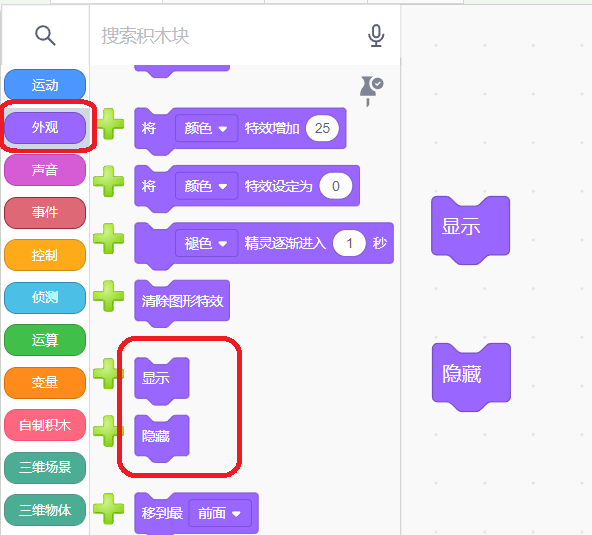 搜索积木块
运动
外观
声音
事件
控制
侦测
运算
变量
自制积木
三维场景
三维物体
将 颜色 特效增加 25
将 颜色 特效设定为 0
褪色 精灵逐渐进入 1 秒
清除图形特效
显示
隐藏
移到最 前面
显示
隐藏